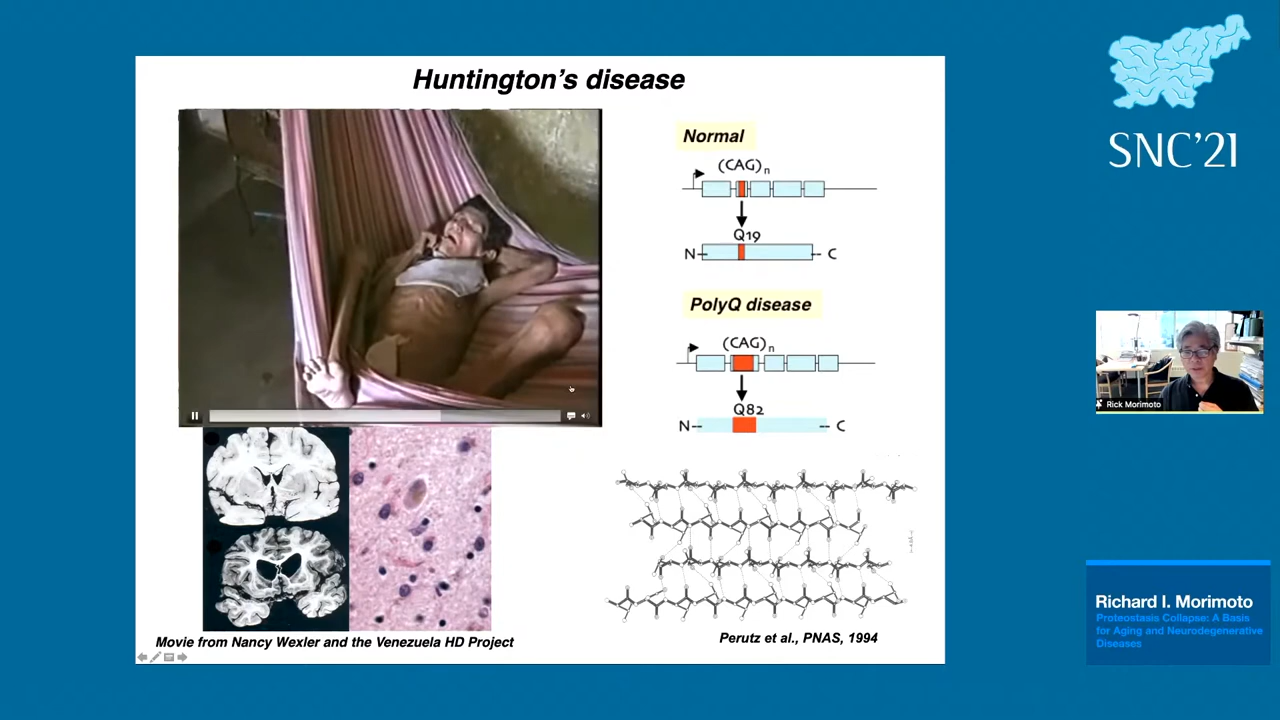 Huntington's disease
Normal
(CAG)n
Q19
N
C
PolyQ disease
(CAG)n
Q82
N
C
Movie from Nancy Wexler and the Venezuela HD Project
Perutz et al., PNAS, 1994
SNC'21
Rick Morimoto
Richard I. Morimoto
Proteostasis Collapse: A Basis
for Aging and Neurodegenerative
Diseases